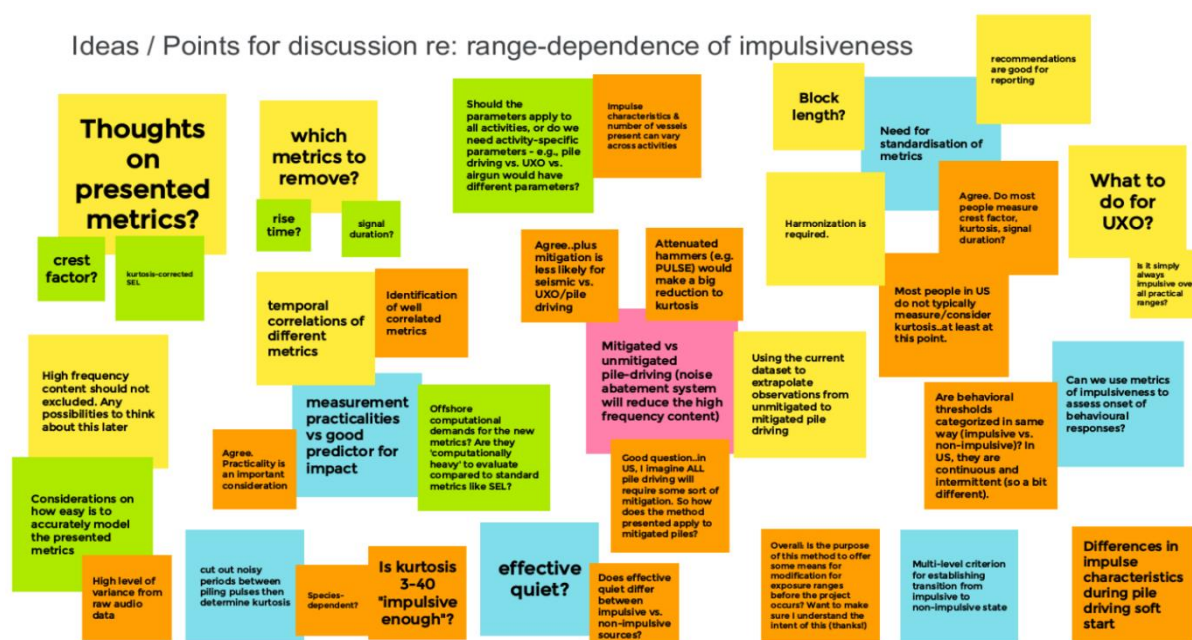 Ideas / Points for discussion re: range-dependence of impulsiveness
Thoughts
on
presented
metrics?
crest
factor?
kurtosis-corrected
SEL
which
metrics to
remove?
rise
time?
signal
duration?
Should the
parameters apply to
all activities, or do we
need activity-specific
parameters - e.g., pile
driving vs. UXO vs.
airgun would have
different parameters?
Impulse
characteristics &
number of vessels
present can vary
across activities
Block
length?
Need for
standardisation of
metrics
recommendations
are good for
reporting
Harmonization is
required.
Agree. Do most
people measure
crest factor,
kurtosis, signal
duration?
What to
do for
UXO?
Is it simply
always
impulsive over
all practical
ranges?
Most people in US
do not typically
measure/consider
kurtosis..at least at
this point.
temporal
correlations of
different
metrics
Identification of
well
correlated
metrics
Agree..plus
mitigation is
less likely for
seismic vs.
UXO/pile
driving
Attenuated
hammers (e.g.
PULSE) would
make a big
reduction to
kurtosis
Mitigated vs
unmitigated
pile-driving (noise
abatement system
will reduce the high
frequency content)
Using the current
dataset to
extrapolate
observations from
unmitigated to
mitigated pile
driving
Good question..in
US, I imagine ALL
pile driving will
require some sort of
mitigation. So how
does the method
presented apply to
mitigated piles?
High frequency
content should not
excluded. Any
possibilities to think
about this later
Considerations on
how easy is to
accurately model
the presented
metrics
High level of
variance from
raw audio
data
measurement
practicalities
vs good
predictor for
impact
Agree.
Practicality is
an important
consideration
Offshore
computational
demands for the new
metrics? Are they
'computationally
heavy' to evaluate
compared to standard
metrics like SEL?
cut out noisy
periods between
piling pulses then
determine kurtosis
Species-
dependent?
Is kurtosis
3-40
"impulsive
enough"?
effective
quiet?
Does effective
quiet differ
between
impulsive vs.
non-impulsive
sources?
Are behavioral
thresholds
categorized in same
way (impulsive vs.
non-impulsive)? In
US, they are
continuous and
intermittent (so a bit
different).
Can we use metrics
of impulsiveness to
assess onset of
behavioural
responses?
Overall: Is the purpose
of this method to offer
some means for
modification for
exposure ranges
before the project
occurs? Want to make
sure I understand the
intent of this (thanks!)
Multi-level criterion
for establishing
transition from
impulsive to
non-impulsive state
Differences in
impulse
characteristics
during pile
driving soft
start